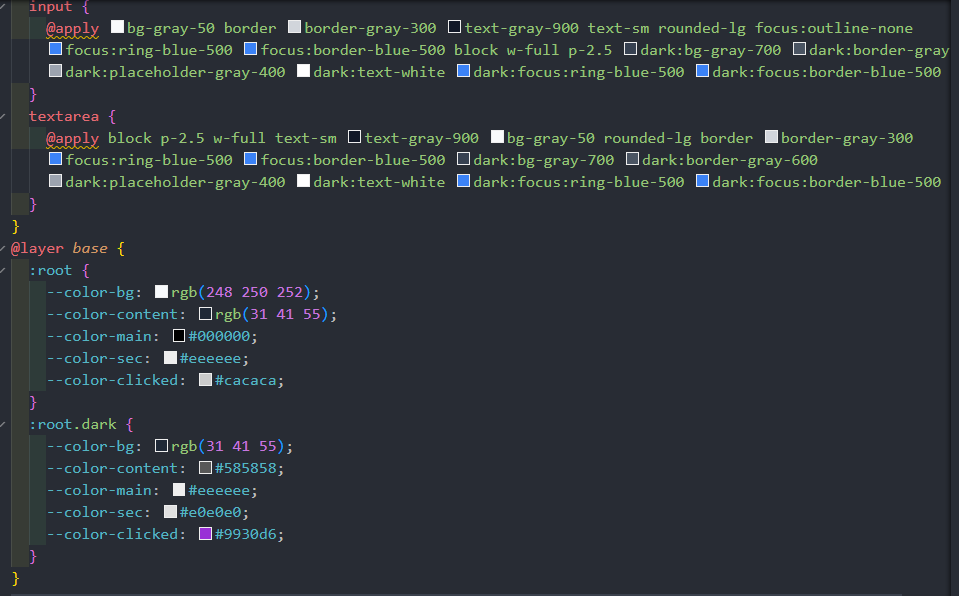 input {
@apply bg-gray-50 border border-gray-300 text-gray-900 text-sm rounded-lg focus:outline-none
focus:ring-blue-500 focus:border-blue-500 block w-full p-2.5 dark:bg-gray-700 dark:border-gray
dark:placeholder-gray-400 dark:text-white dark:focus:ring-blue-500 dark:focus:border-blue-500
}
textarea {
@apply block p-2.5 w-full text-sm text-gray-900 bg-gray-50 rounded-lg border border-gray-300
focus:ring-blue-500 focus:border-blue-500 dark:bg-gray-700 dark:border-gray-600
dark:placeholder-gray-400 dark:text-white dark:focus:ring-blue-500 dark:focus:border-blue-500
}
}
@layer base {
:root {
--color-bg: rgb(248 250 252);
--color-content: rgb(31 41 55);
--color-main: #000000;
--color-sec: #eeeeee;
--color-clicked: #cacaca;
}
:root.dark {
--color-bg: rgb(31 41 55);
--color-content: #585858;
--color-main: #eeeeee;
--color-sec: #e0e0e0;
--color-clicked: #9930d6;
}
}